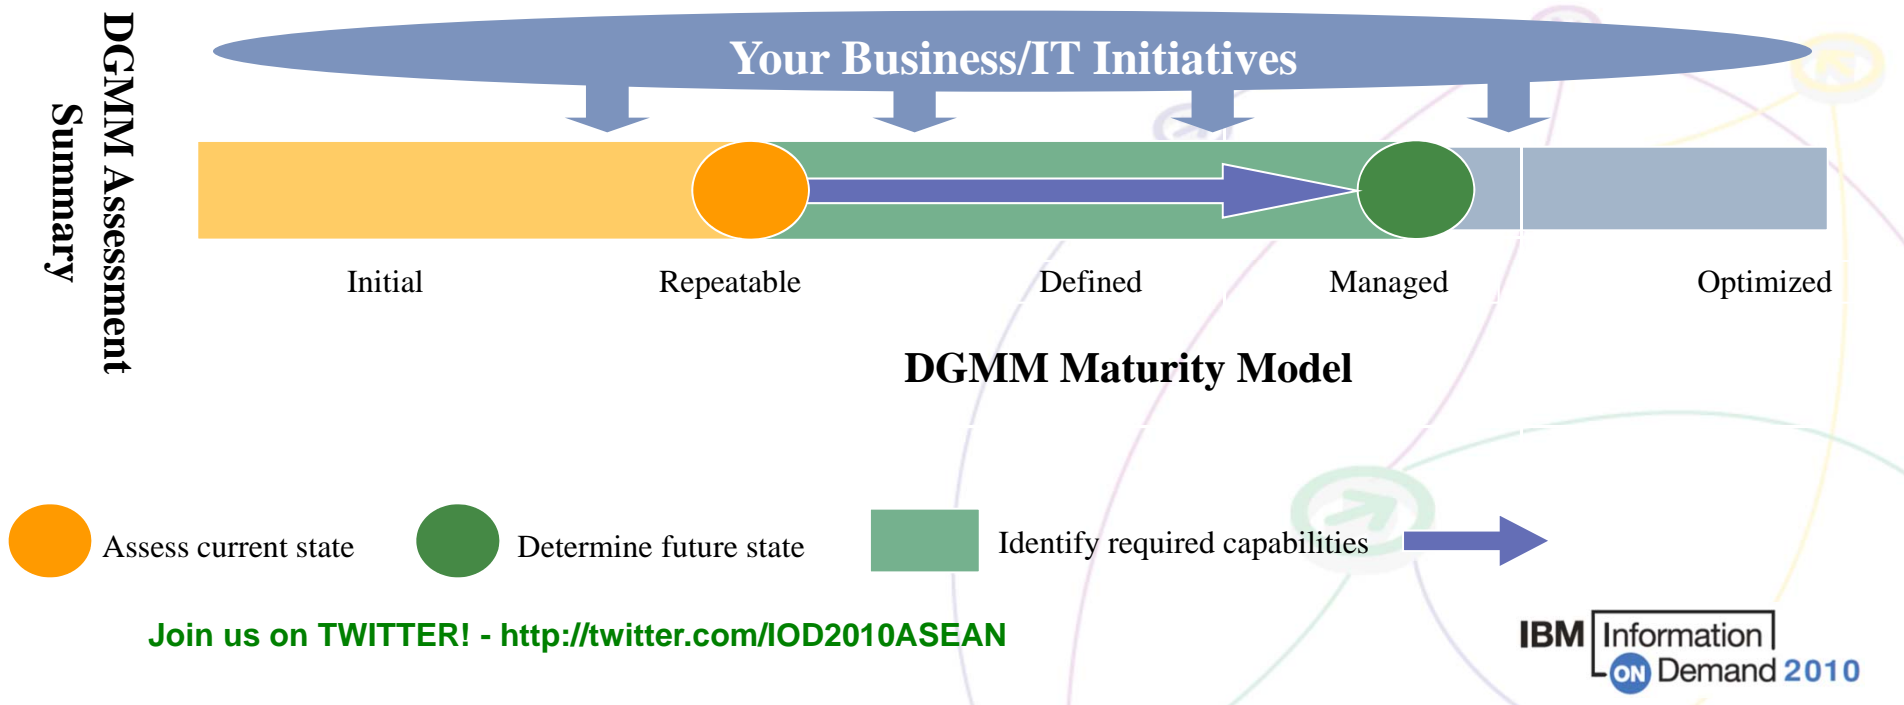 DGMM Assessment
Summary
Your Business/IT Initiatives
Initial Repeatable Defined Managed Optimized
DGMM Maturity Model
Assess current state Determine future state Identify required capabilities
Join us on TWITTER! - http://twitter.com/IOD2010ASEAN
IBM Information
ON Demand 2010